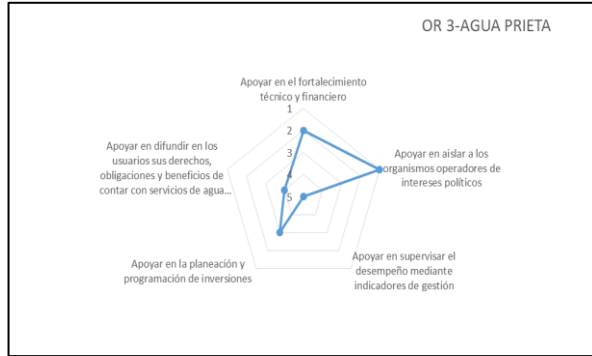 OR 3-AGUA PRIETA
Apoyar en el fortalecimiento
técnico y financiero
1
2
3
4
5
Apoyar en aislar a los
organismos operadores de
intereses políticos
Apoyar en supervisar el
desempeño mediante
indicadores de gestión
Apoyar en la planeación y
programación de inversiones
Apoyar en difundir en los
usuarios sus derechos,
obligaciones y beneficios de
contar con servicios de agua...